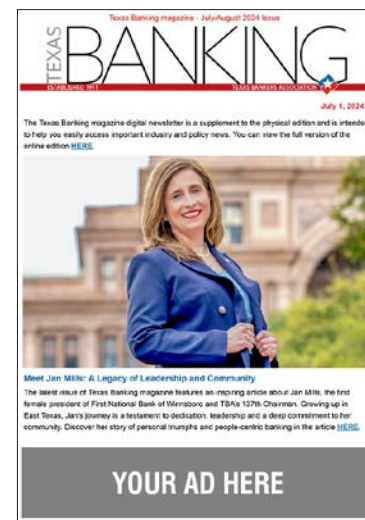 Texas Banking magazine - July/August 2024 Issue
TEXAS
BANKING
ESTABLISHED 1911
TEXAS BANKERS ASSOCIATION
July 1, 2024
The Texas Banking magazine digital newsletter is a supplement to the physical edition and is intende
to help you easily access important industry and policy news. You can view the full version of the
online edition HERE.
Meet Jan Mills: A Legacy of Leadership and Community
The latest issue of Texas Banking magazine features an inspiring article about Jan Mills, the first
female president of First National Bank of Winnsboro and TBA's 137th Chairman. Growing up in
East Texas, Jan's journey is a testament to dedication, leadership and a deep commitment to her
community. Discover her story of personal triumphs and people-centric banking in the article HERE.
YOUR AD HERE